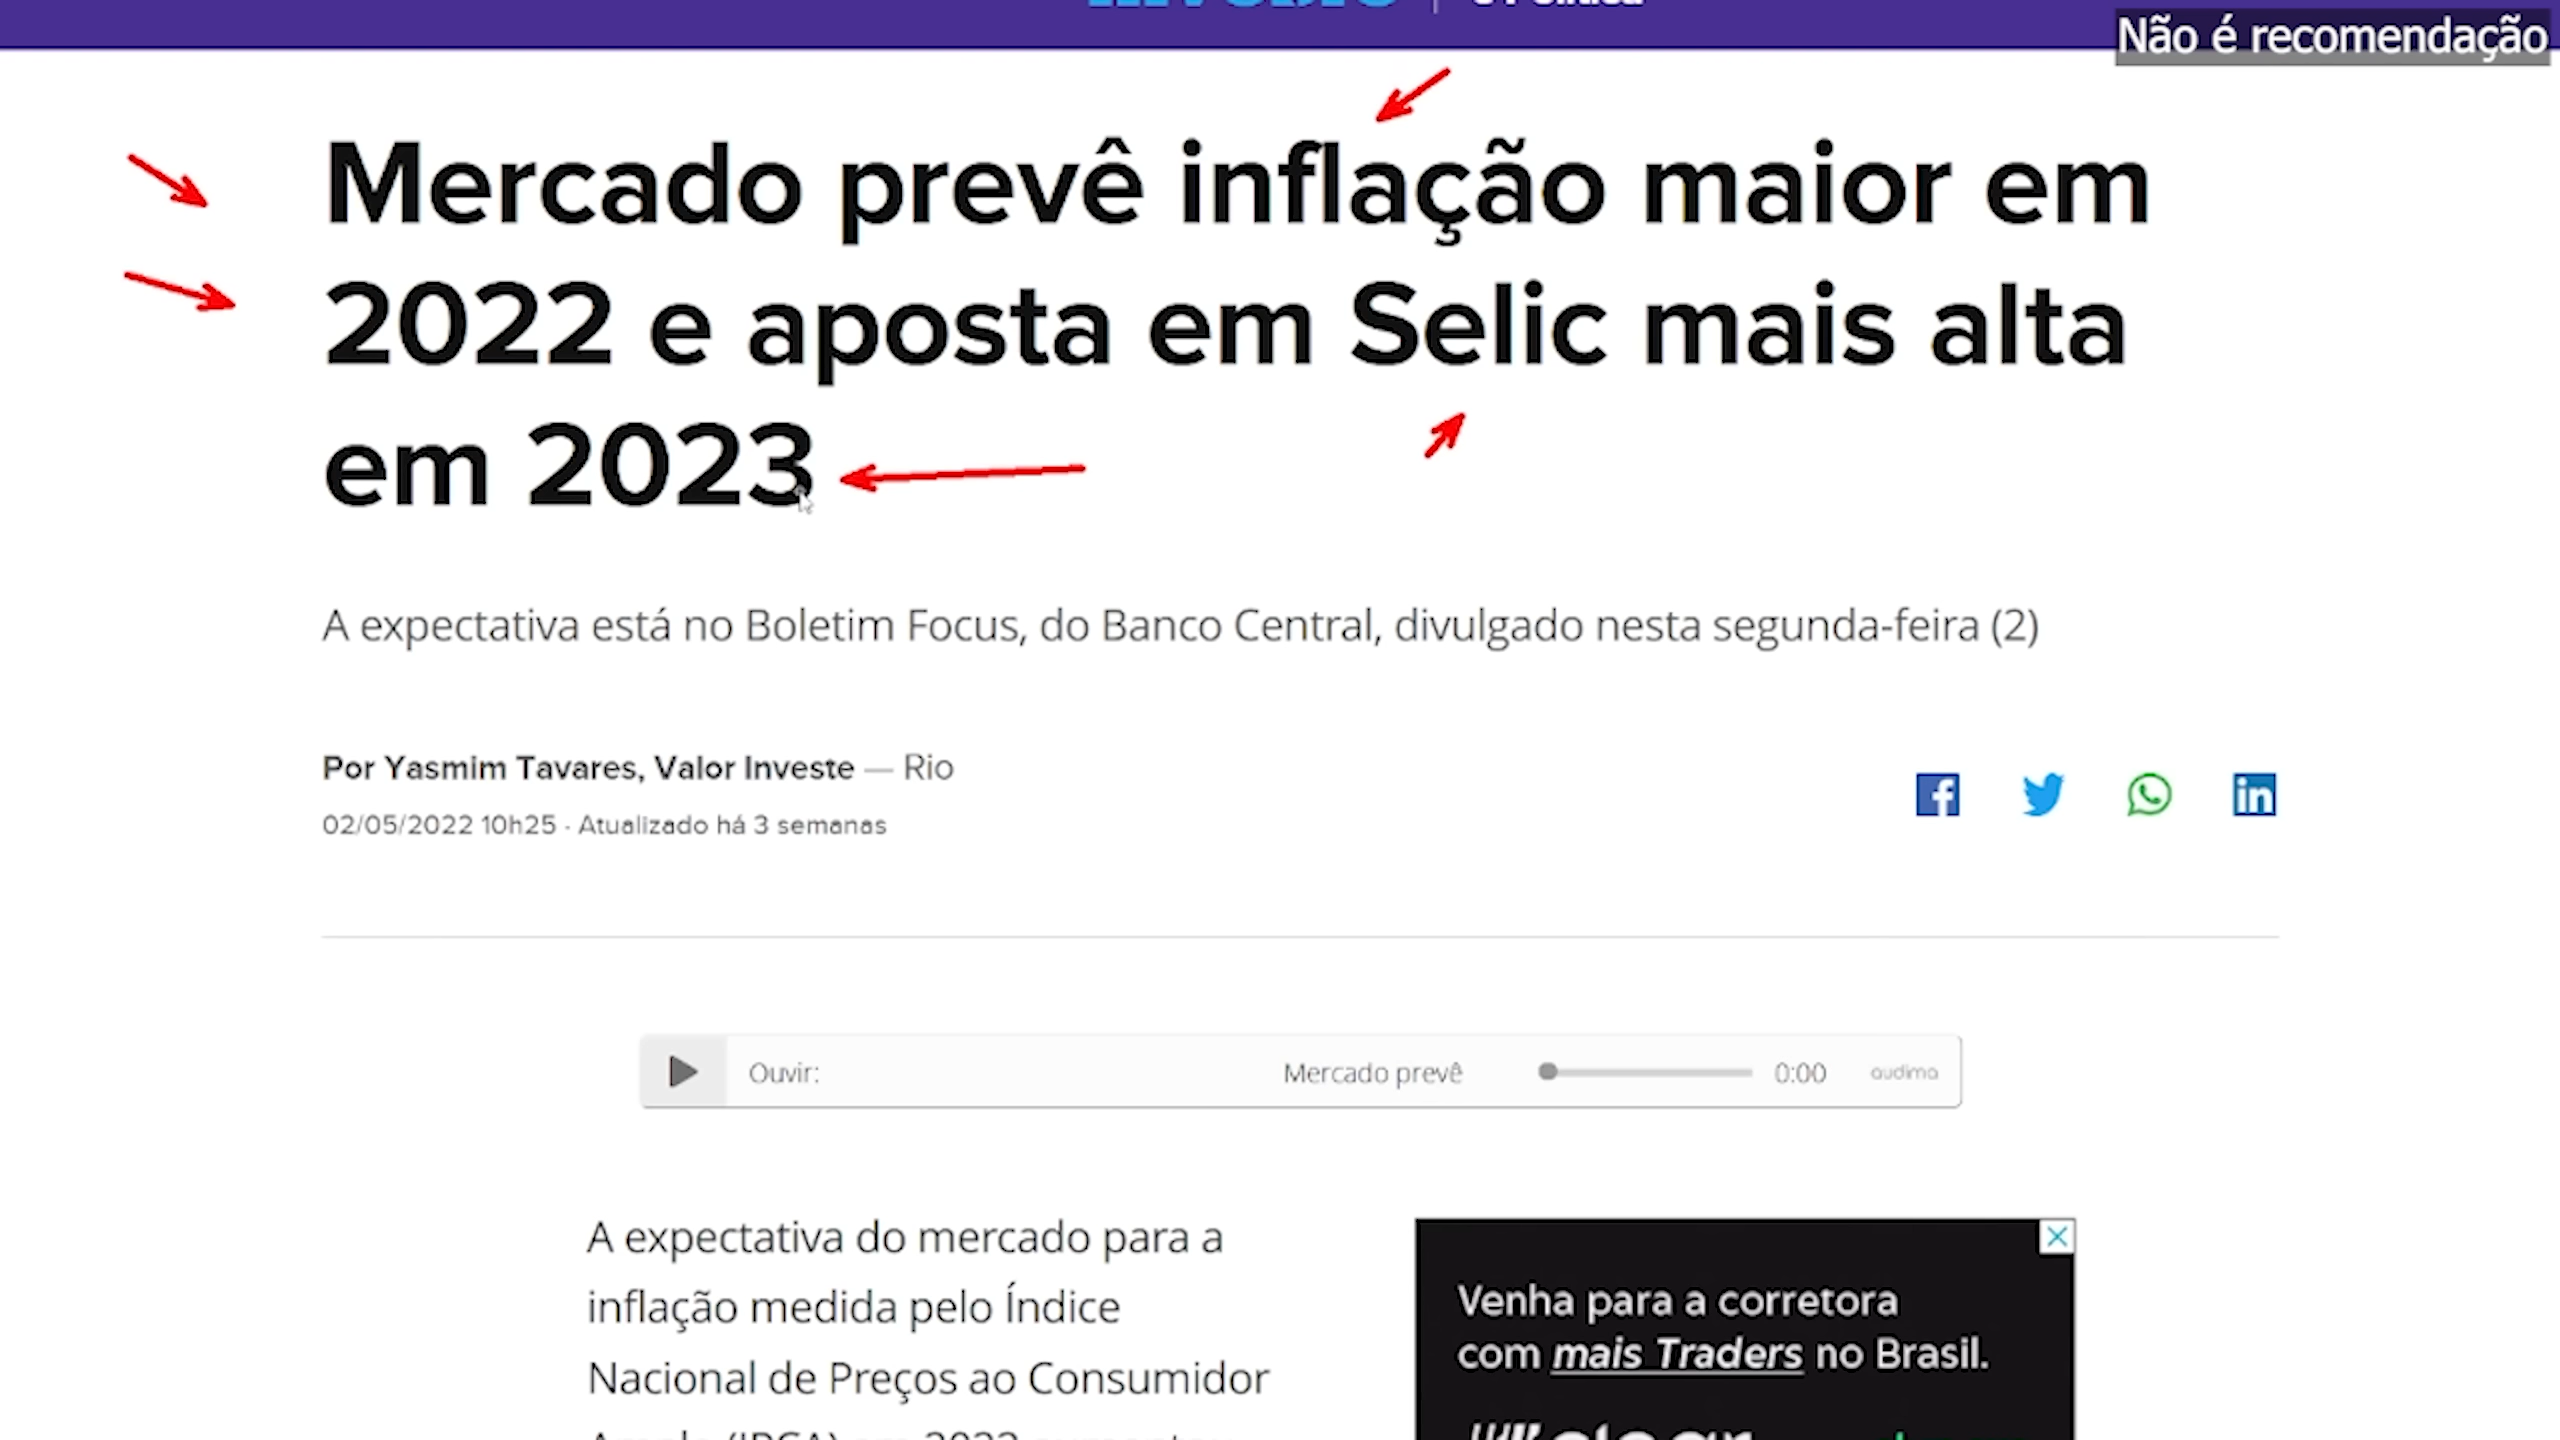 Não é recomendação
Mercado prevê inflação maior em
2022 e aposta em Selic mais alta
em 2023
A expectativa está no Boletim Focus, do Banco Central, divulgado nesta segunda-feira (2)
Por Yasmim Tavares, Valor Investe — Rio
02/05/2022 10h25 · Atualizado há 3 semanas
Ouvir: Mercado prevê 0:00 audima
A expectativa do mercado para a
inflação medida pelo Índice
Nacional de Preços ao Consumidor
Venha para a corretora
com mais Traders no Brasil.